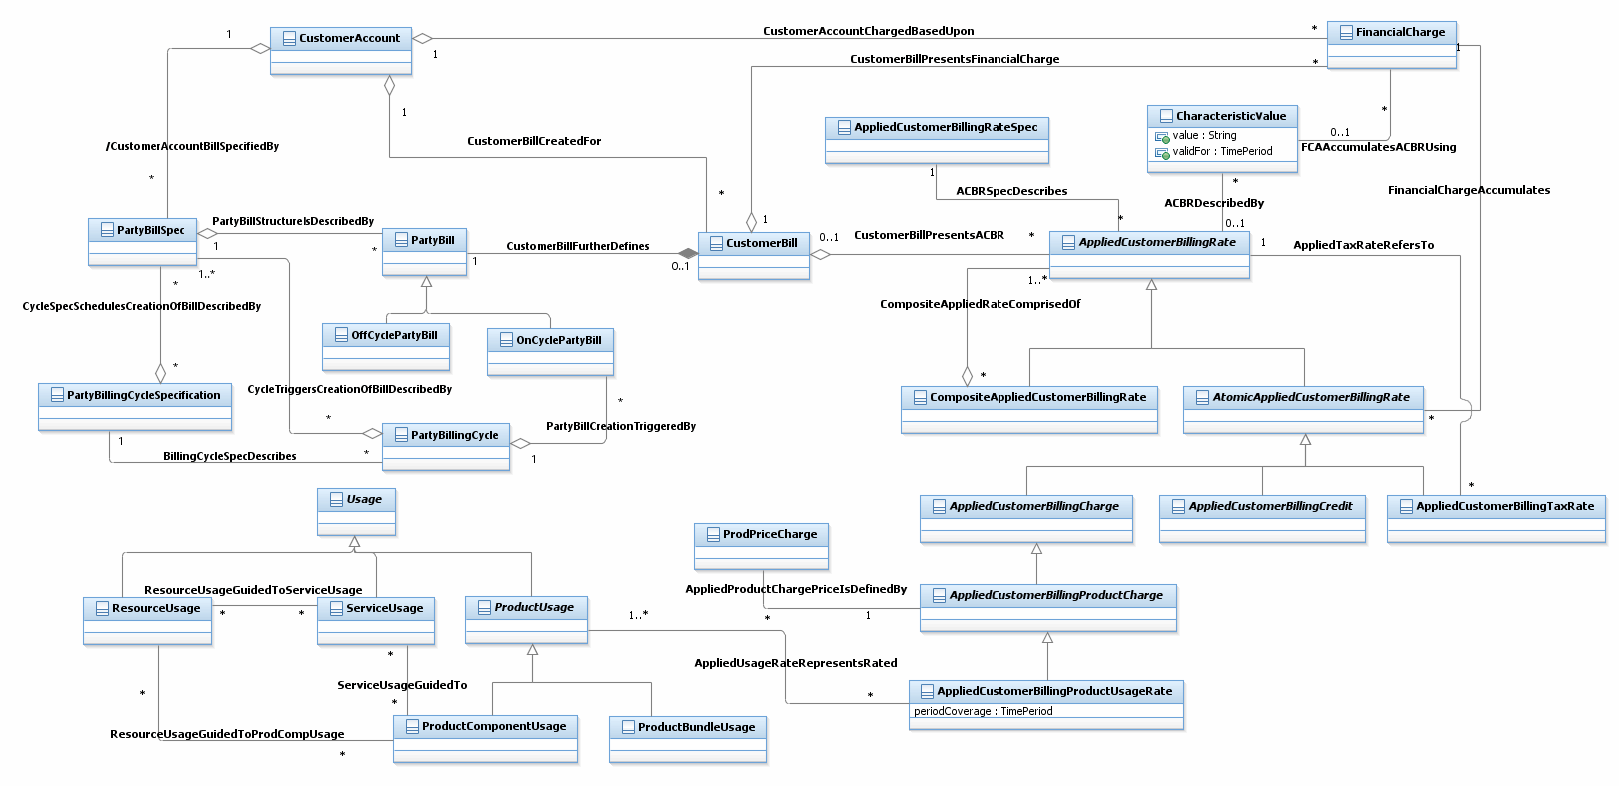 CustomerAccount
1
1
1
CustomerAccountChargedBasedUpon
*
FinancialCharge
1
CustomerBillPresentsFinancialCharge
*
*
CharacteristicValue
value : String
validFor : TimePeriod
0..1
FCAAccumulatesACBRUsing
AppliedCustomerBillingRateSpec
1
CustomerBillCreatedFor
/CustomerAccountBillSpecifiedBy
*
*
ACBRSpecDescribes
*
*
ACBRDescribedBy
0..1
FinancialChargeAccumulates
PartyBillSpec
PartyBillStructureIsDescribedBy
1
*
PartyBill
1
CustomerBillFurtherDefines
0..1
CustomerBill
1
0..1
CustomerBillPresentsACBR
*
AppliedCustomerBillingRate
1
AppliedTaxRateRefersTo
1..*
*
1..*
CycleSpecSchedulesCreationOfBillDescribedBy
CompositeAppliedRateComprisedOf
OffCyclePartyBill
OnCyclePartyBill
*
*
PartyBillingCycleSpecification
CycleTriggersCreationOfBillDescribedBy
*
*
CompositeAppliedCustomerBillingRate
AtomicAppliedCustomerBillingRate
*
PartyBillCreationTriggeredBy
PartyBillingCycle
1
1
BillingCycleSpecDescribes
*
*
Usage
AppliedCustomerBillingCharge
AppliedCustomerBillingCredit
AppliedCustomerBillingTaxRate
ProdPriceCharge
ResourceUsageGuidedToServiceUsage
AppliedProductChargePriceIsDefinedBy
AppliedCustomerBillingProductCharge
ResourceUsage
*
*
ServiceUsage
ProductUsage
1..*
*
1
*
ServiceUsageGuidedTo
AppliedUsageRateRepresentsRated
*
*
*
AppliedCustomerBillingProductUsageRate
periodCoverage : TimePeriod
ProductComponentUsage
ProductBundleUsage
ResourceUsageGuidedToProdCompUsage
*